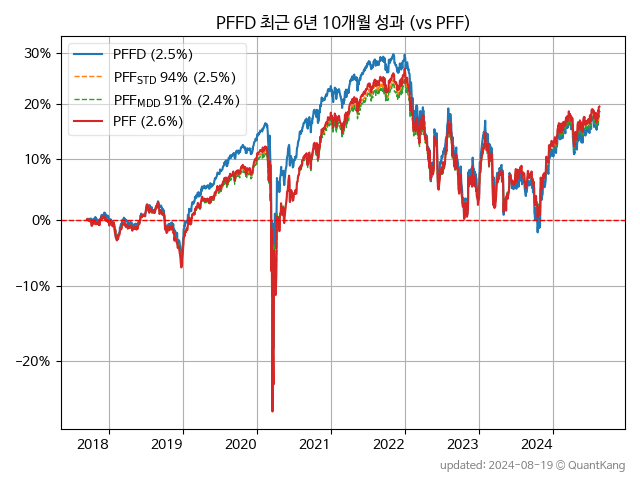 PFFD 최근 6년 10개월 성과 (vs PFF)
PFFD (2.5%)
PFF_STD 94% (2.5%)
PFF_MDD 91% (2.4%)
PFF (2.6%)
30%
20%
10%
0%
−10%
−20%
2018 2019 2020 2021 2022 2023 2024
updated: 2024-08-19 © QuantKang